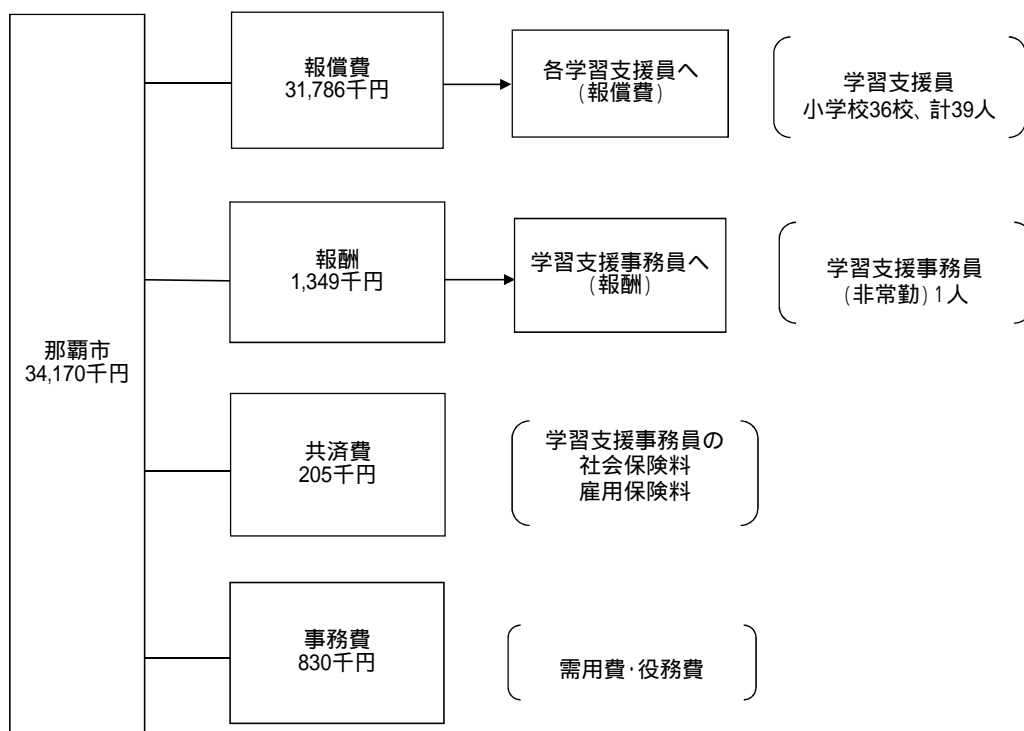 那覇市
34,170千円
報償費
31,786千円
各学習支援員へ
(報償費)
学習支援員
小学校36校、計39人
報酬
1,349千円
学習支援事務員へ
(報酬)
学習支援事務員
(非常勤)1人
共済費
205千円
学習支援事務員の
社会保険料
雇用保険料
事務費
830千円
需用費・役務費